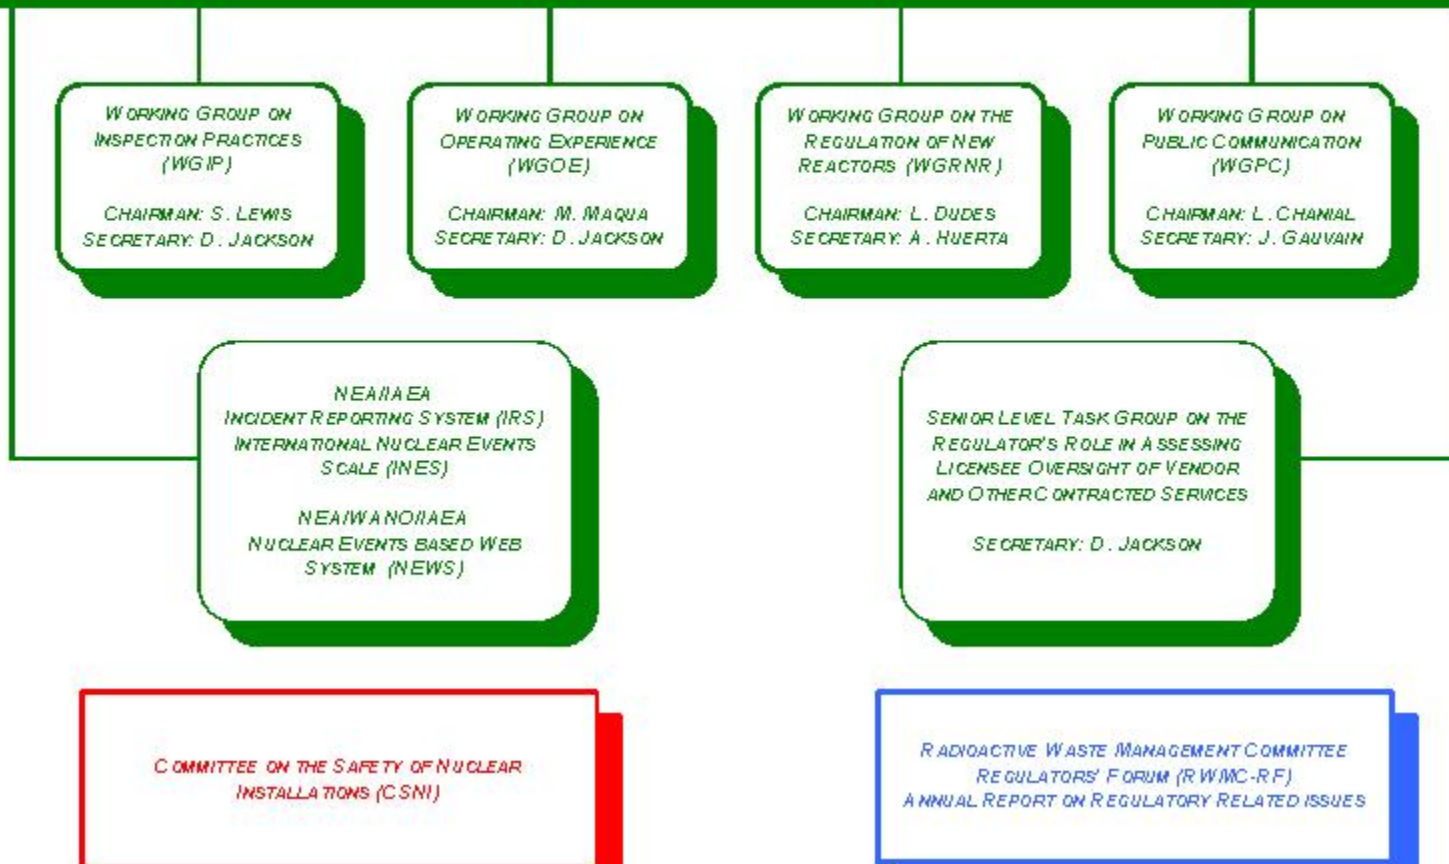 WORKING GROUP ON
INSPECTION PRACTICES
(WGIP)
CHAIRMAN: S. LEWIS
SECRETARY: D. JACKSON
WORKING GROUP ON
OPERATING EXPERIENCE
(WGOE)
CHAIRMAN: M. MAQUA
SECRETARY: D. JACKSON
WORKING GROUP ON THE
REGULATION OF NEW
REACTORS (WGRNR)
CHAIRMAN: L. DUDES
SECRETARY: A. HUERTA
WORKING GROUP ON
PUBLIC COMMUNICATION
(WGPC)
CHAIRMAN: L. CHANIAL
SECRETARY: J. GAUVAIN
NEA/IAEA
INCIDENT REPORTING SYSTEM (IRS)
INTERNATIONAL NUCLEAR EVENTS
SCALE (INES)
NEA/WANO/IAEA
NUCLEAR EVENTS BASED WEB
SYSTEM (NEWS)
SENIOR LEVEL TASK GROUP ON THE
REGULATOR'S ROLE IN ASSESSING
LICENSEE OVERSIGHT OF VENDOR
AND OTHER CONTRACTED SERVICES
SECRETARY: D. JACKSON
COMMITTEE ON THE SAFETY OF NUCLEAR
INSTALLATIONS (CSNI)
RADIOACTIVE WASTE MANAGEMENT COMMITTEE
REGULATORS' FORUM (RWMC-RF)
ANNUAL REPORT ON REGULATORY RELATED ISSUES